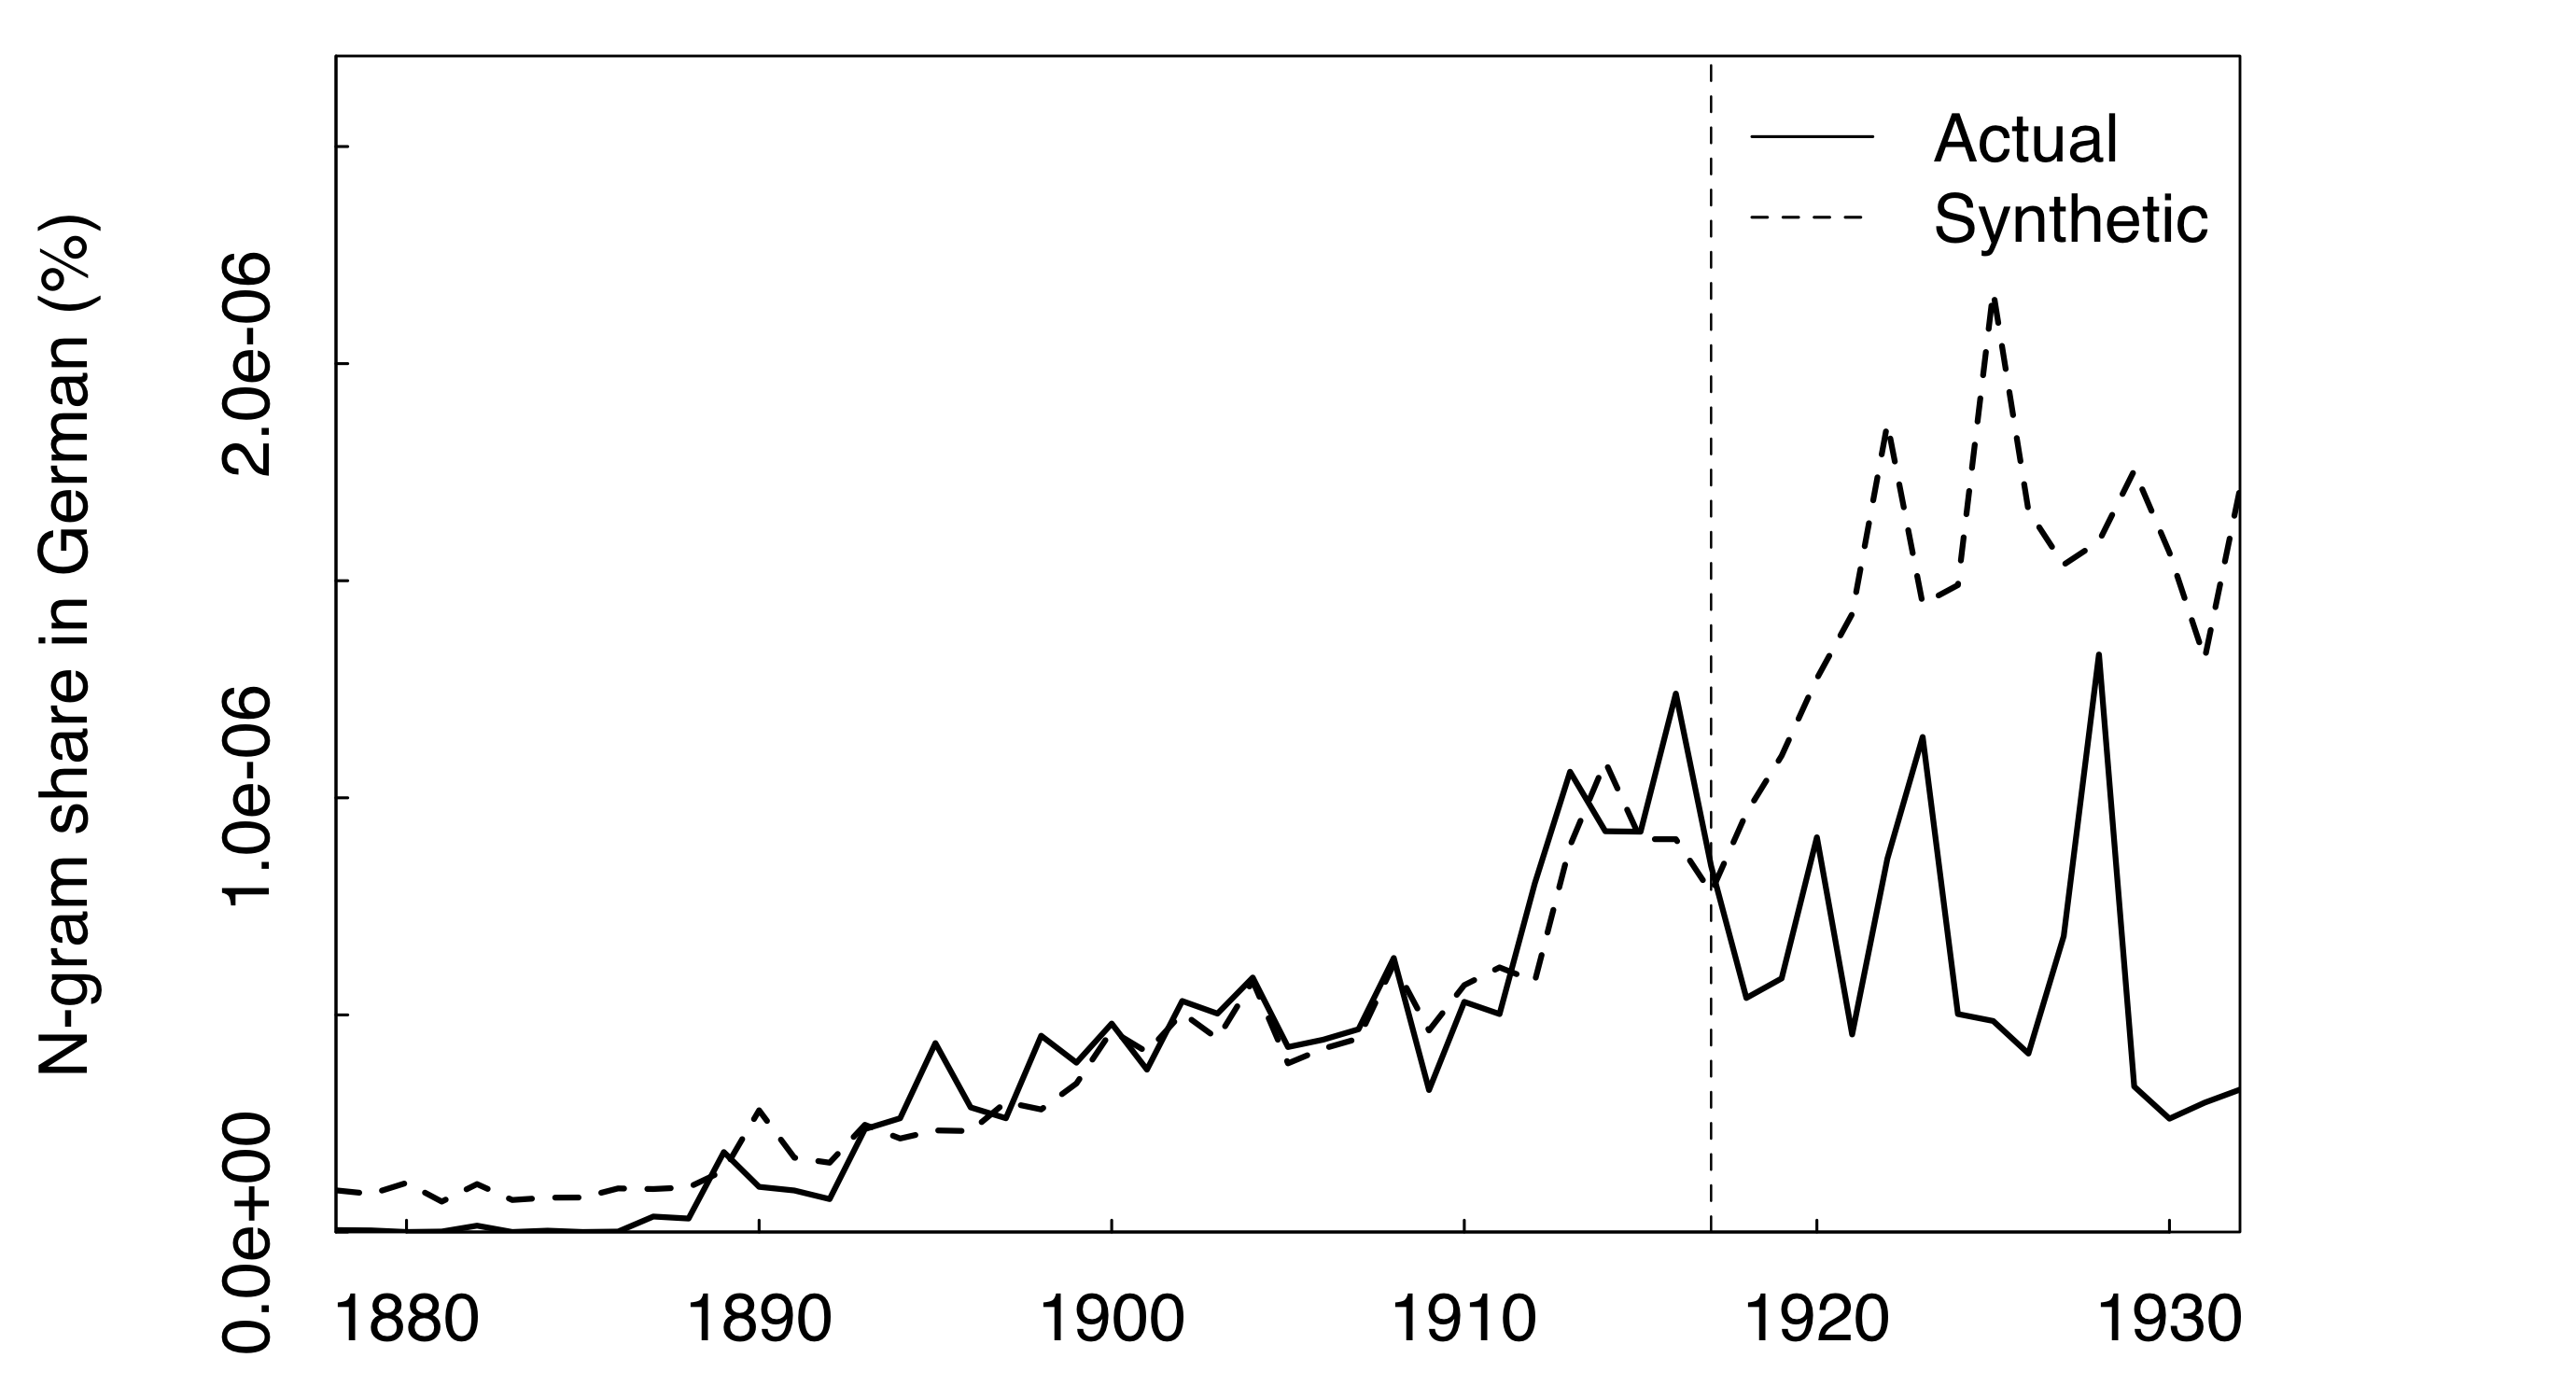 N-gram share in German (%)
2.0e-06
1.0e-06
0.0e+00
Actual
Synthetic
1880 1890 1900 1910 1920 1930